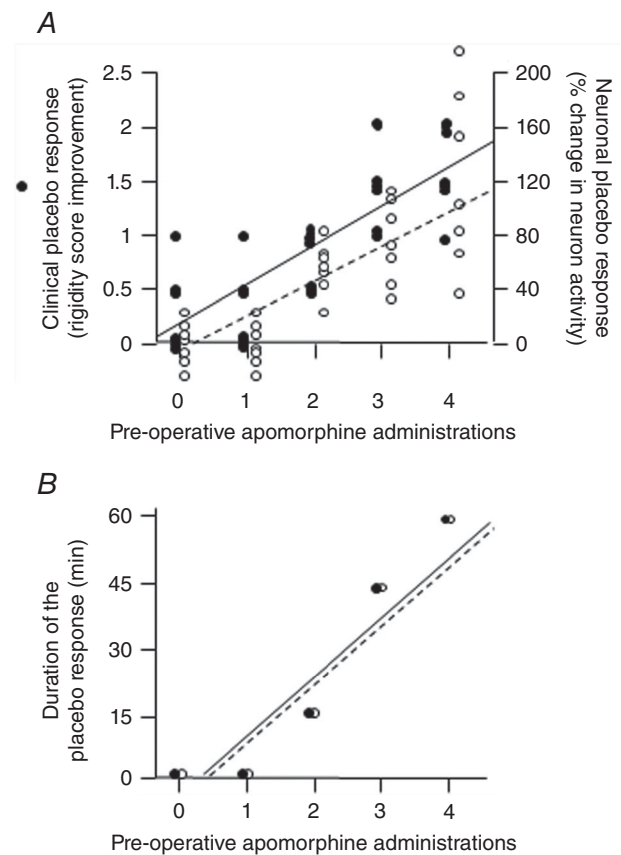 A
Clinical placebo response
(rigidity score improvement)
2.5
2
1.5
1
0.5
0
200
160
120
80
40
0
Neuronal placebo response
(% change in neuron activity)
0 1 2 3 4
Pre-operative apomorphine administrations
B
Duration of the
placebo response (min)
60
45
30
15
0
0 1 2 3 4
Pre-operative apomorphine administrations